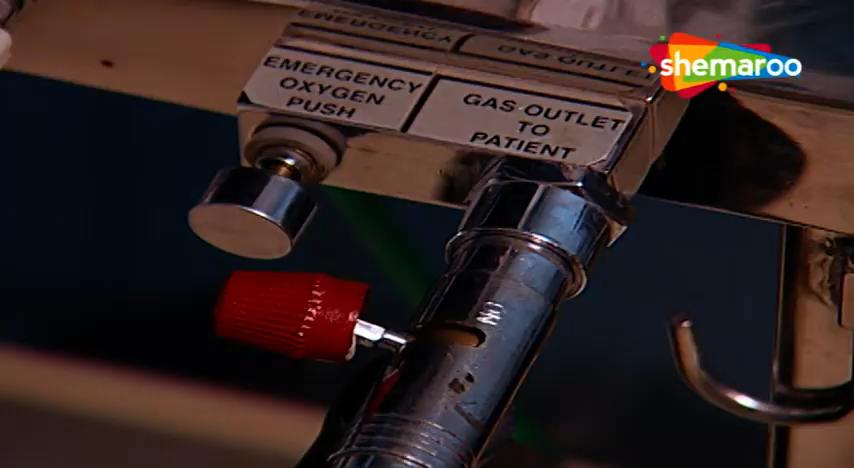 shemaroo
EMERGENCY
OXYGEN
PUSH
GAS OUTLET
TO
PATIENT